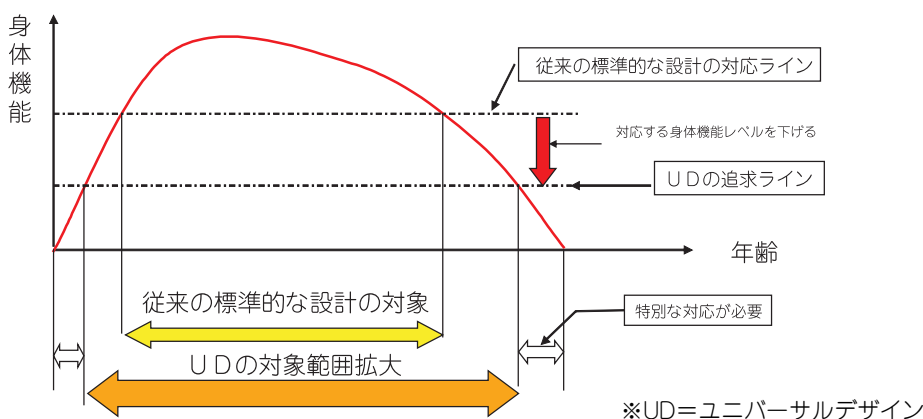 身体機能
従来の標準的な設計の対応ライン
対応する身体機能レベルを下げる
ＵＤの追求ライン
年齢
従来の標準的な設計の対象
特別な対応が必要
ＵＤの対象範囲拡大
※UD＝ユニバーサルデザイン